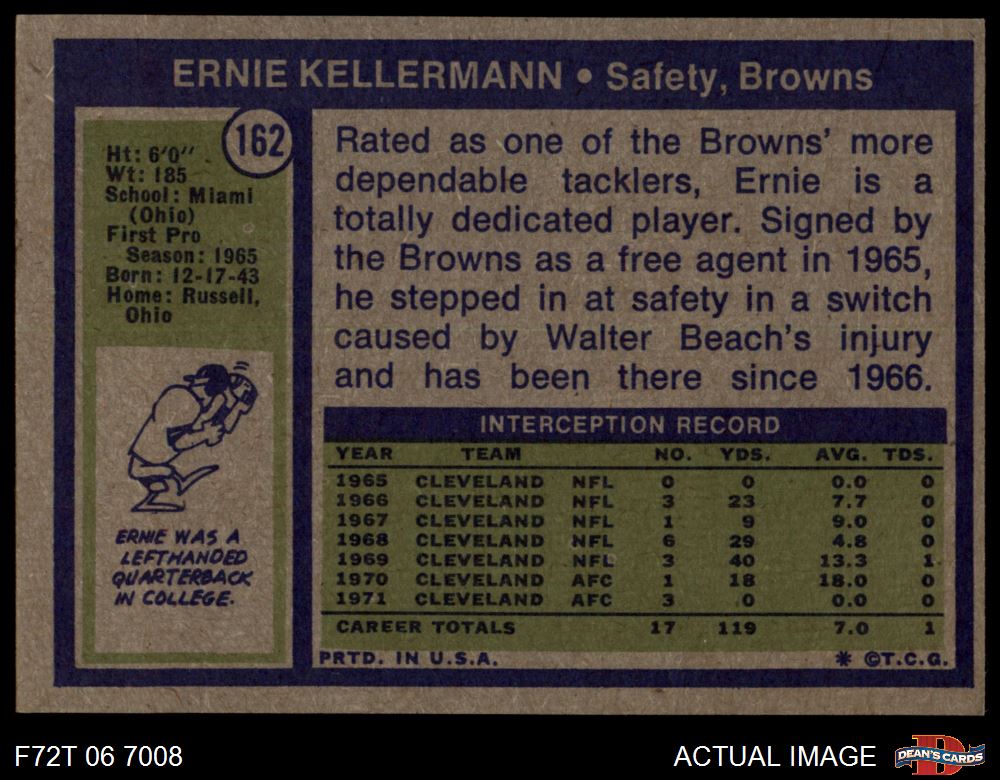 ERNIE KELLERMANN • Safety, Browns
162
Ht: 6'0''
Wt: 185
School: Miami
(Ohio)
First Pro
Season: 1965
Born: 12-17-43
Home: Russell,
Ohio
ERNIE WAS A
LEFTHANDED
QUARTERBACK
IN COLLEGE.
Rated as one of the Browns' more
dependable tacklers, Ernie is a
totally dedicated player. Signed by
the Browns as a free agent in 1965,
he stepped in at safety in a switch
caused by Walter Beach's injury
and has been there since 1966.
INTERCEPTION RECORD
YEAR TEAM NO. YDS. AVG. TDS.
1965 CLEVELAND NFL 0 0 0.0 0
1966 CLEVELAND NFL 3 23 7.7 0
1967 CLEVELAND NFL 1 9 9.0 0
1968 CLEVELAND NFL 6 29 4.8 0
1969 CLEVELAND NFL 3 40 13.3 1
1970 CLEVELAND AFC 1 18 18.0 0
1971 CLEVELAND AFC 3 0 0.0 0
CAREER TOTALS 17 119 7.0 1
PRTD. IN U.S.A. * ©T.C.G.
F72T 06 7008 ACTUAL IMAGE D DEAN'S CARDS